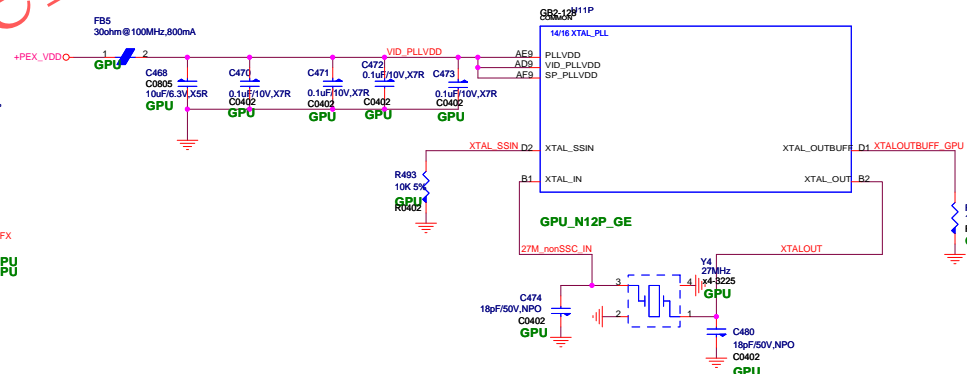 FB5
30ohm@100MHz,800mA
+PEX_VDD
1
2
GPU
VID_PLLVDD
C468
C0805
10uF/6.3V,X5R
GPU
C470
0.1uF/10V,X7R
C0402
GPU
C471
0.1uF/10V,X7R
C0402
GPU
C472
0.1uF/10V,X7R
C0402
GPU
C473
0.1uF/10V,X7R
C0402
GPU
GB2-128
U11P
COMMON
14/16 XTAL_PLL
AE9 PLLVDD
AD9 VID_PLLVDD
AF9 SP_PLLVDD
XTAL_SSIN D2 XTAL_SSIN
XTAL_OUTBUFF D1 XTALOUTBUFF_GPU
B1 XTAL_IN
XTAL_OUT B2
R493
10K 5%
GPU
R0402
GPU_N12P_GE
27M_nonSSC_IN
XTALOUT
Y4
27MHz
x4-3225
GPU
3
4
2
1
C474
18pF/50V,NPO
C0402
GPU
C480
18pF/50V,NPO
C0402
GPU
FX
PU
PU